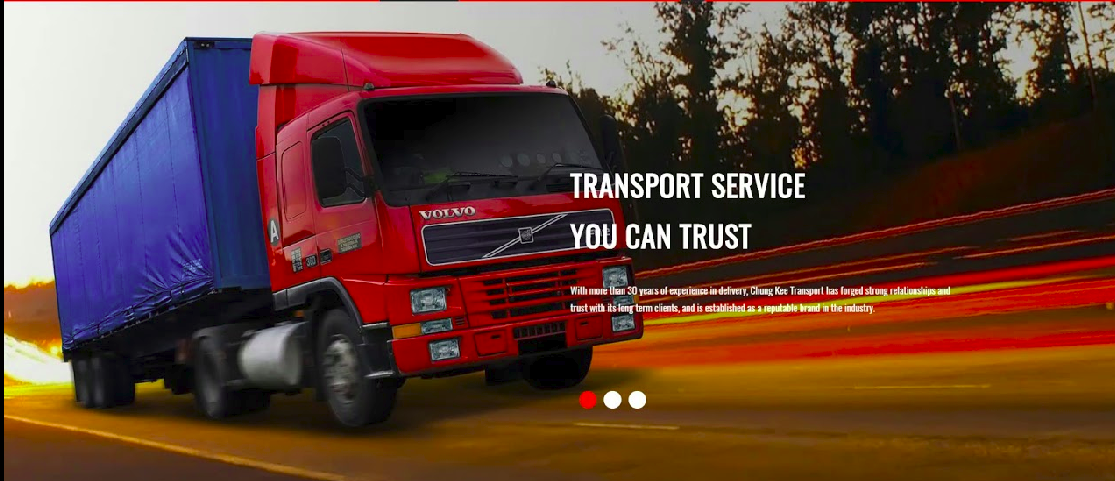 VOLVO
A
TRANSPORT SERVICE
YOU CAN TRUST
With more than 30 years of experience in delivery, Chung Kee Transport has forged strong relationships and
trust with its long term clients, and is established as a reputable brand in the industry.